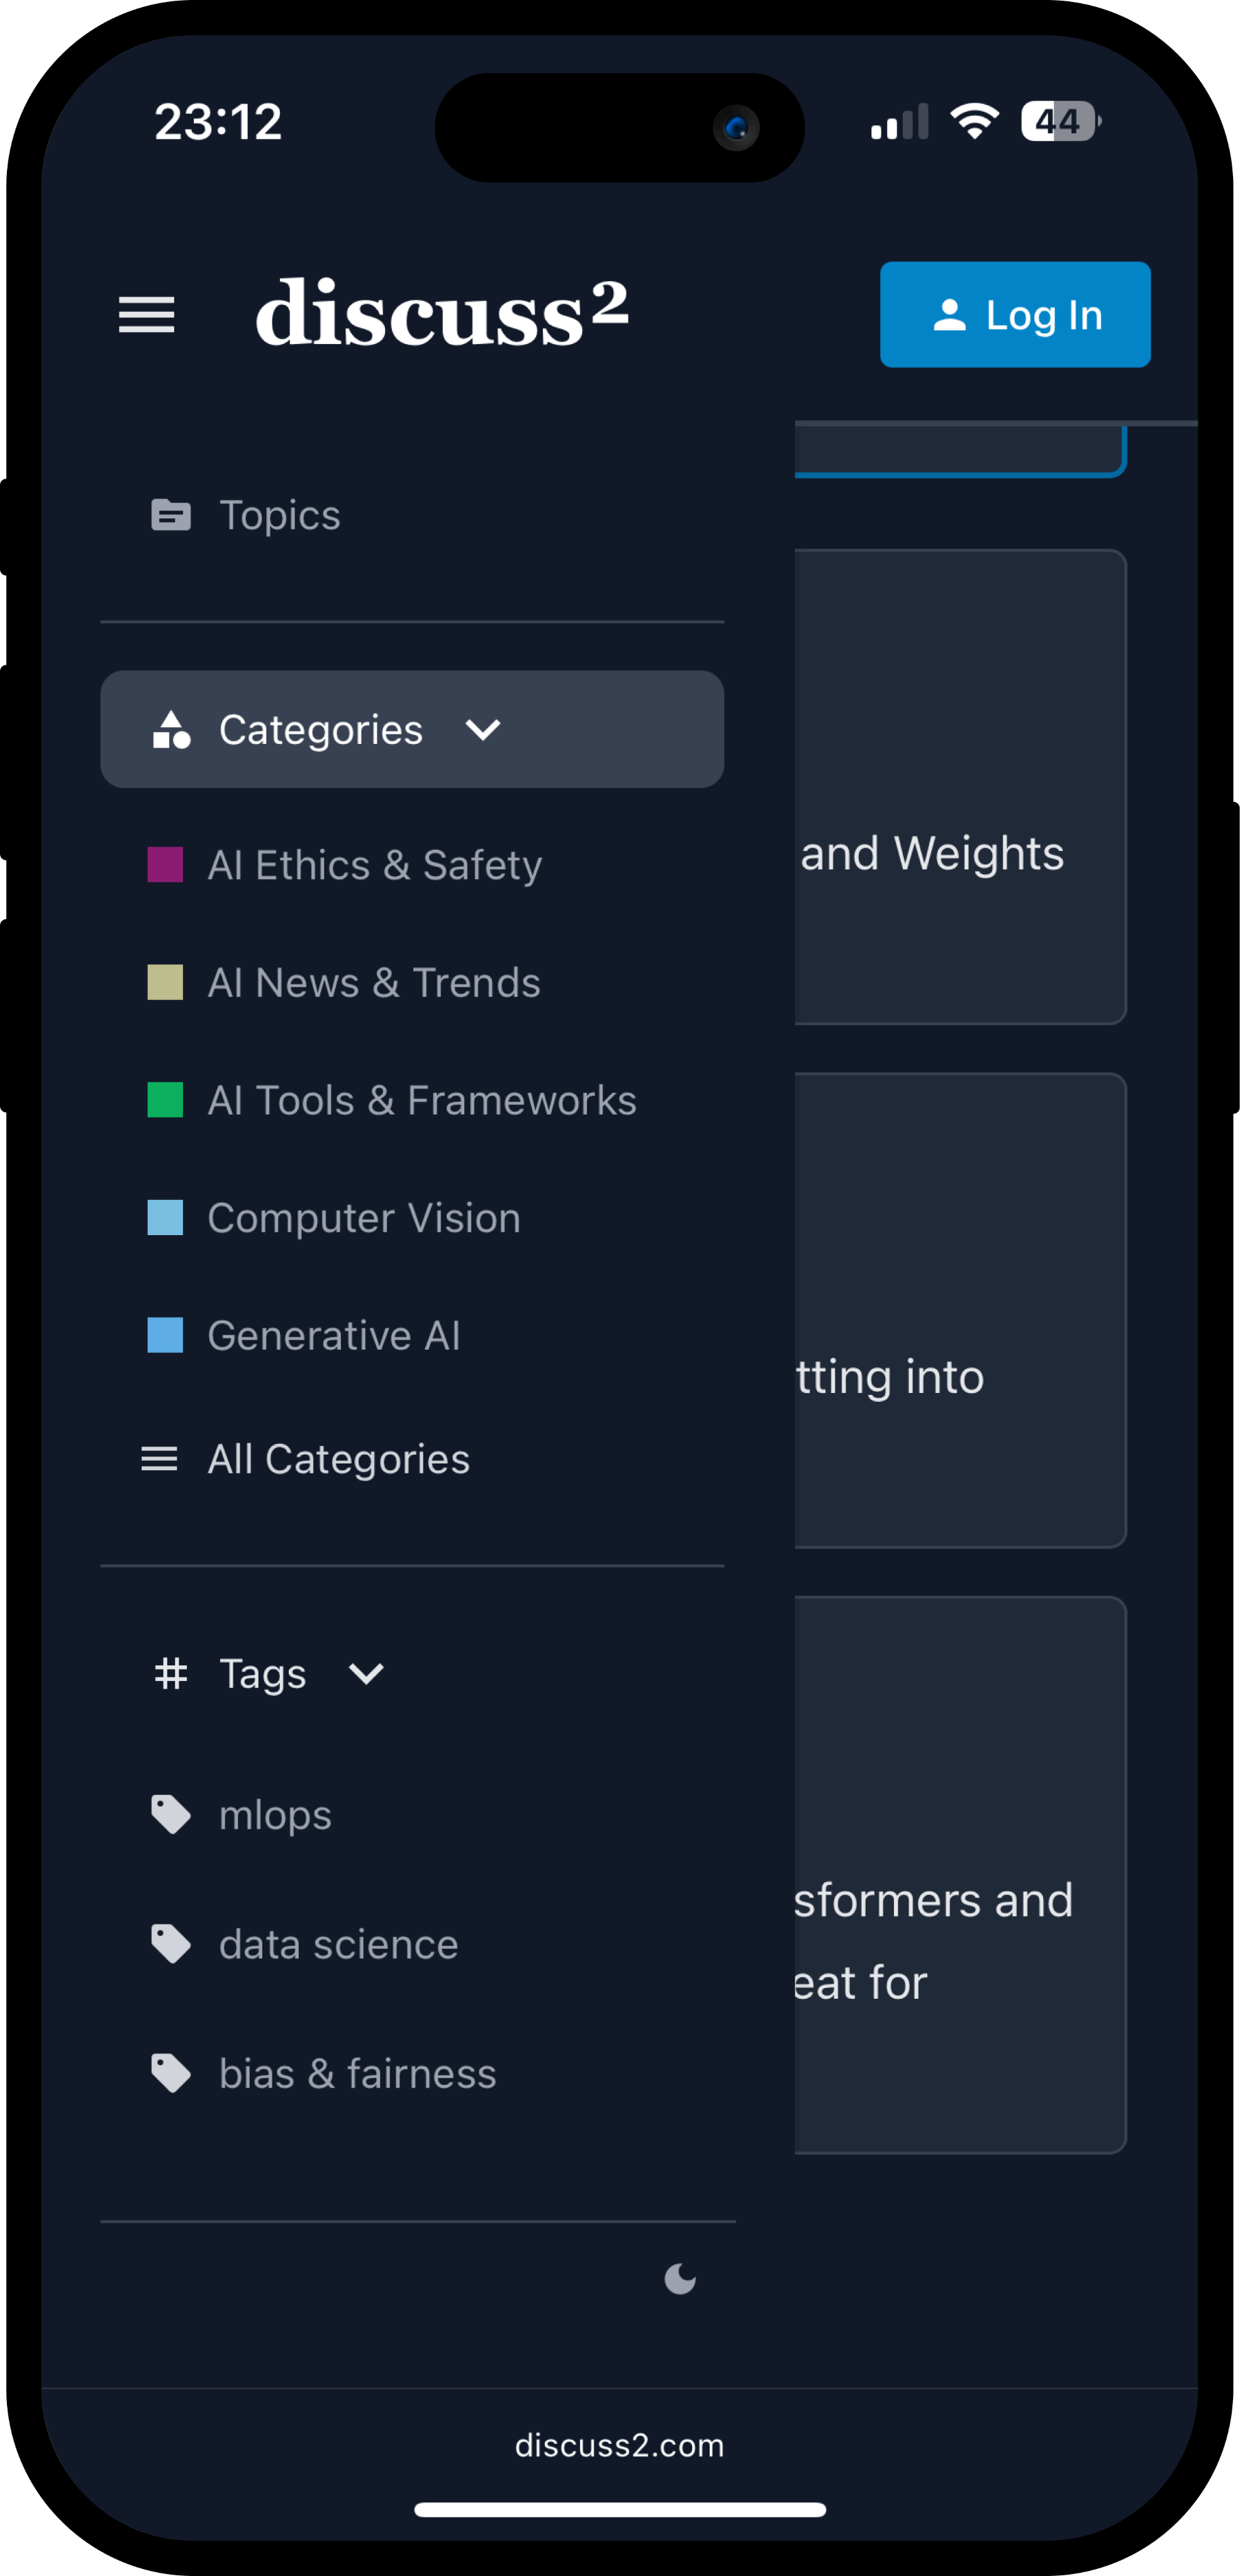 23:12
44
discuss²
Log In
Topics
Categories
AI Ethics & Safety
and Weights
AI News & Trends
AI Tools & Frameworks
Computer Vision
Generative AI
tting into
All Categories
Tags
mlops
sformers and
data science
eat for
bias & fairness
discuss2.com